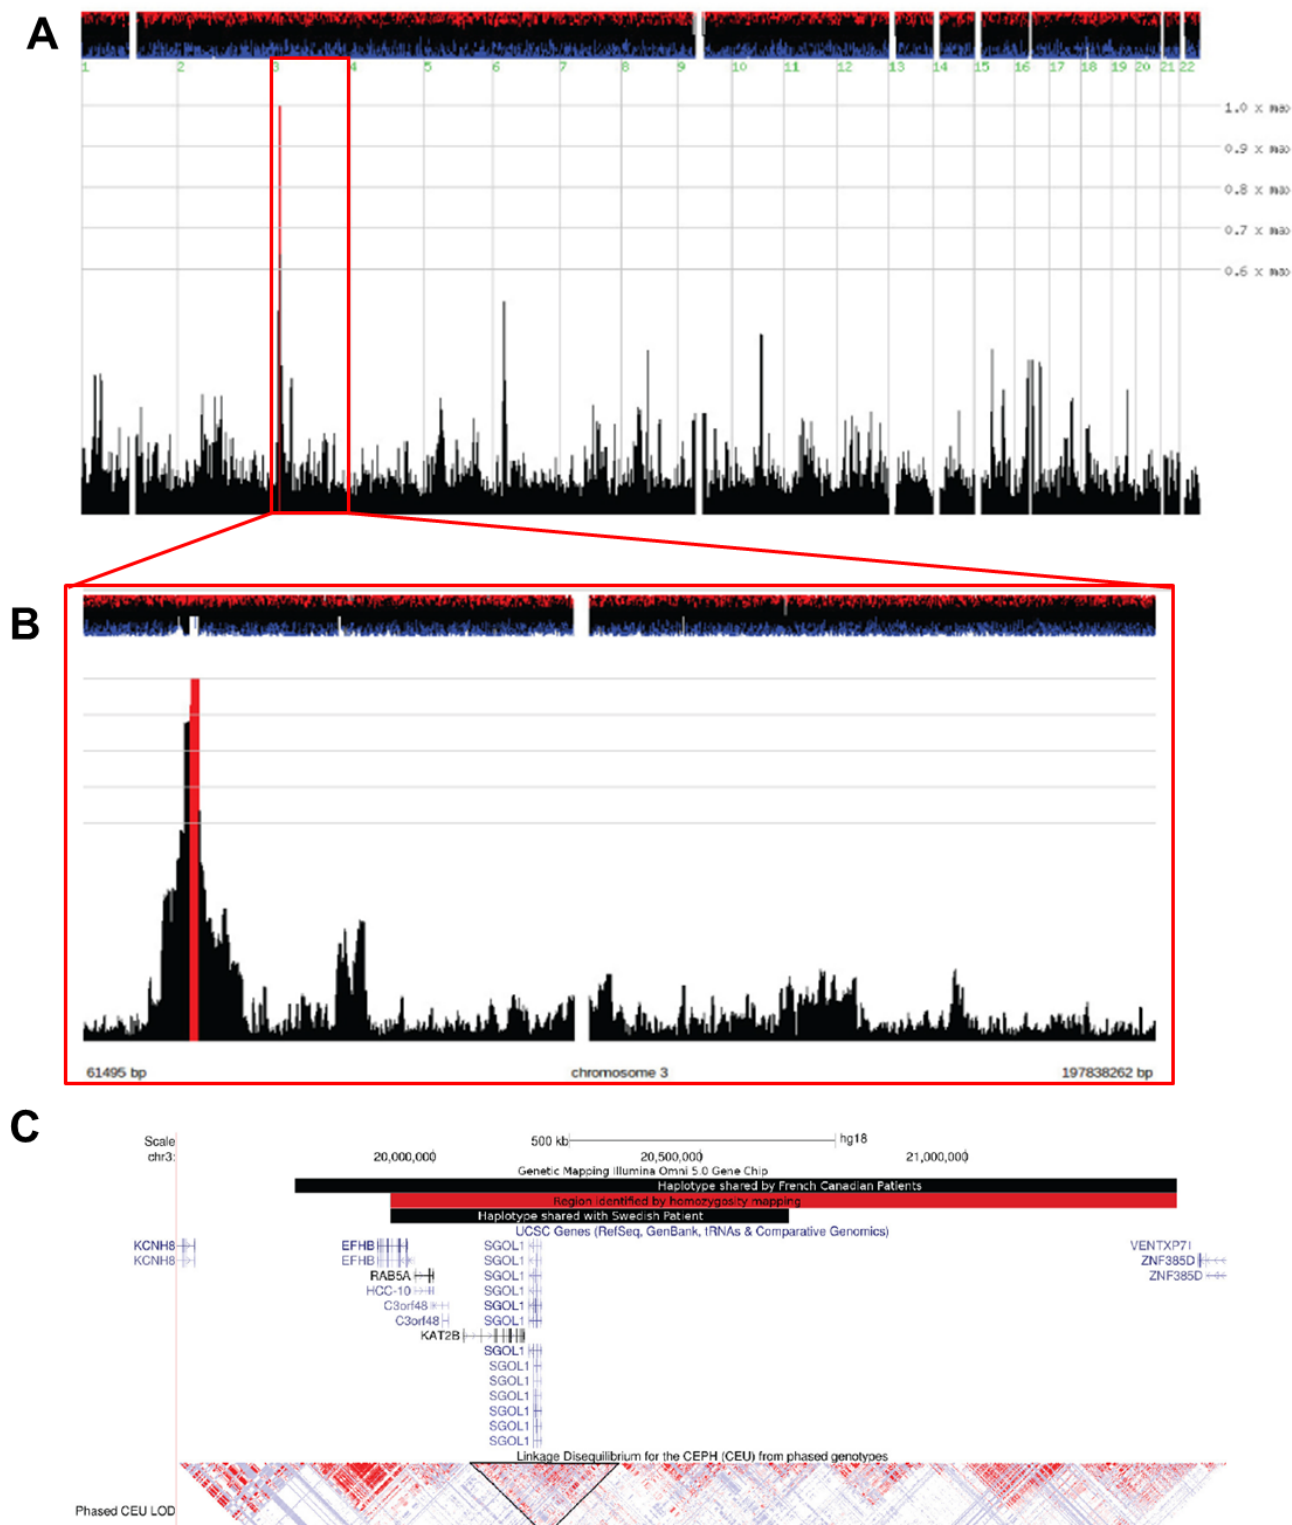 A
1 2 3 4 5 6 7 8 9 10 11 12 13 14 15 16 17 18 19 20 21 22
1.0 x max
0.9 x max
0.8 x max
0.7 x max
0.6 x max
B
61495 bp chromosome 3 197838262 bp
C
Scale 500 kb hg18
chr3: 20,000,000 20,500,000 21,000,000
Genetic Mapping Illumina Omni 5.0 Gene Chip
Haplotype shared by French Canadian Patients
Region identified by homozygosity mapping
Haplotype shared with Swedish Patient
UCSC Genes (RefSeq, GenBank, tRNAs & Comparative Genomics)
KCNH8 EFHB SGOL1 VENTXP7
KCNH8 EFHB SGOL1 ZNF385D
RAB5A SGOL1 ZNF385D
HCC-10 SGOL1
C3orf48 SGOL1
C3orf48 SGOL1
KAT2B
SGOL1
SGOL1
SGOL1
SGOL1
SGOL1
SGOL1
SGOL1
Linkage Disequilibrium for the CEPH (CEU) from phased genotypes
Phased CEU LOD